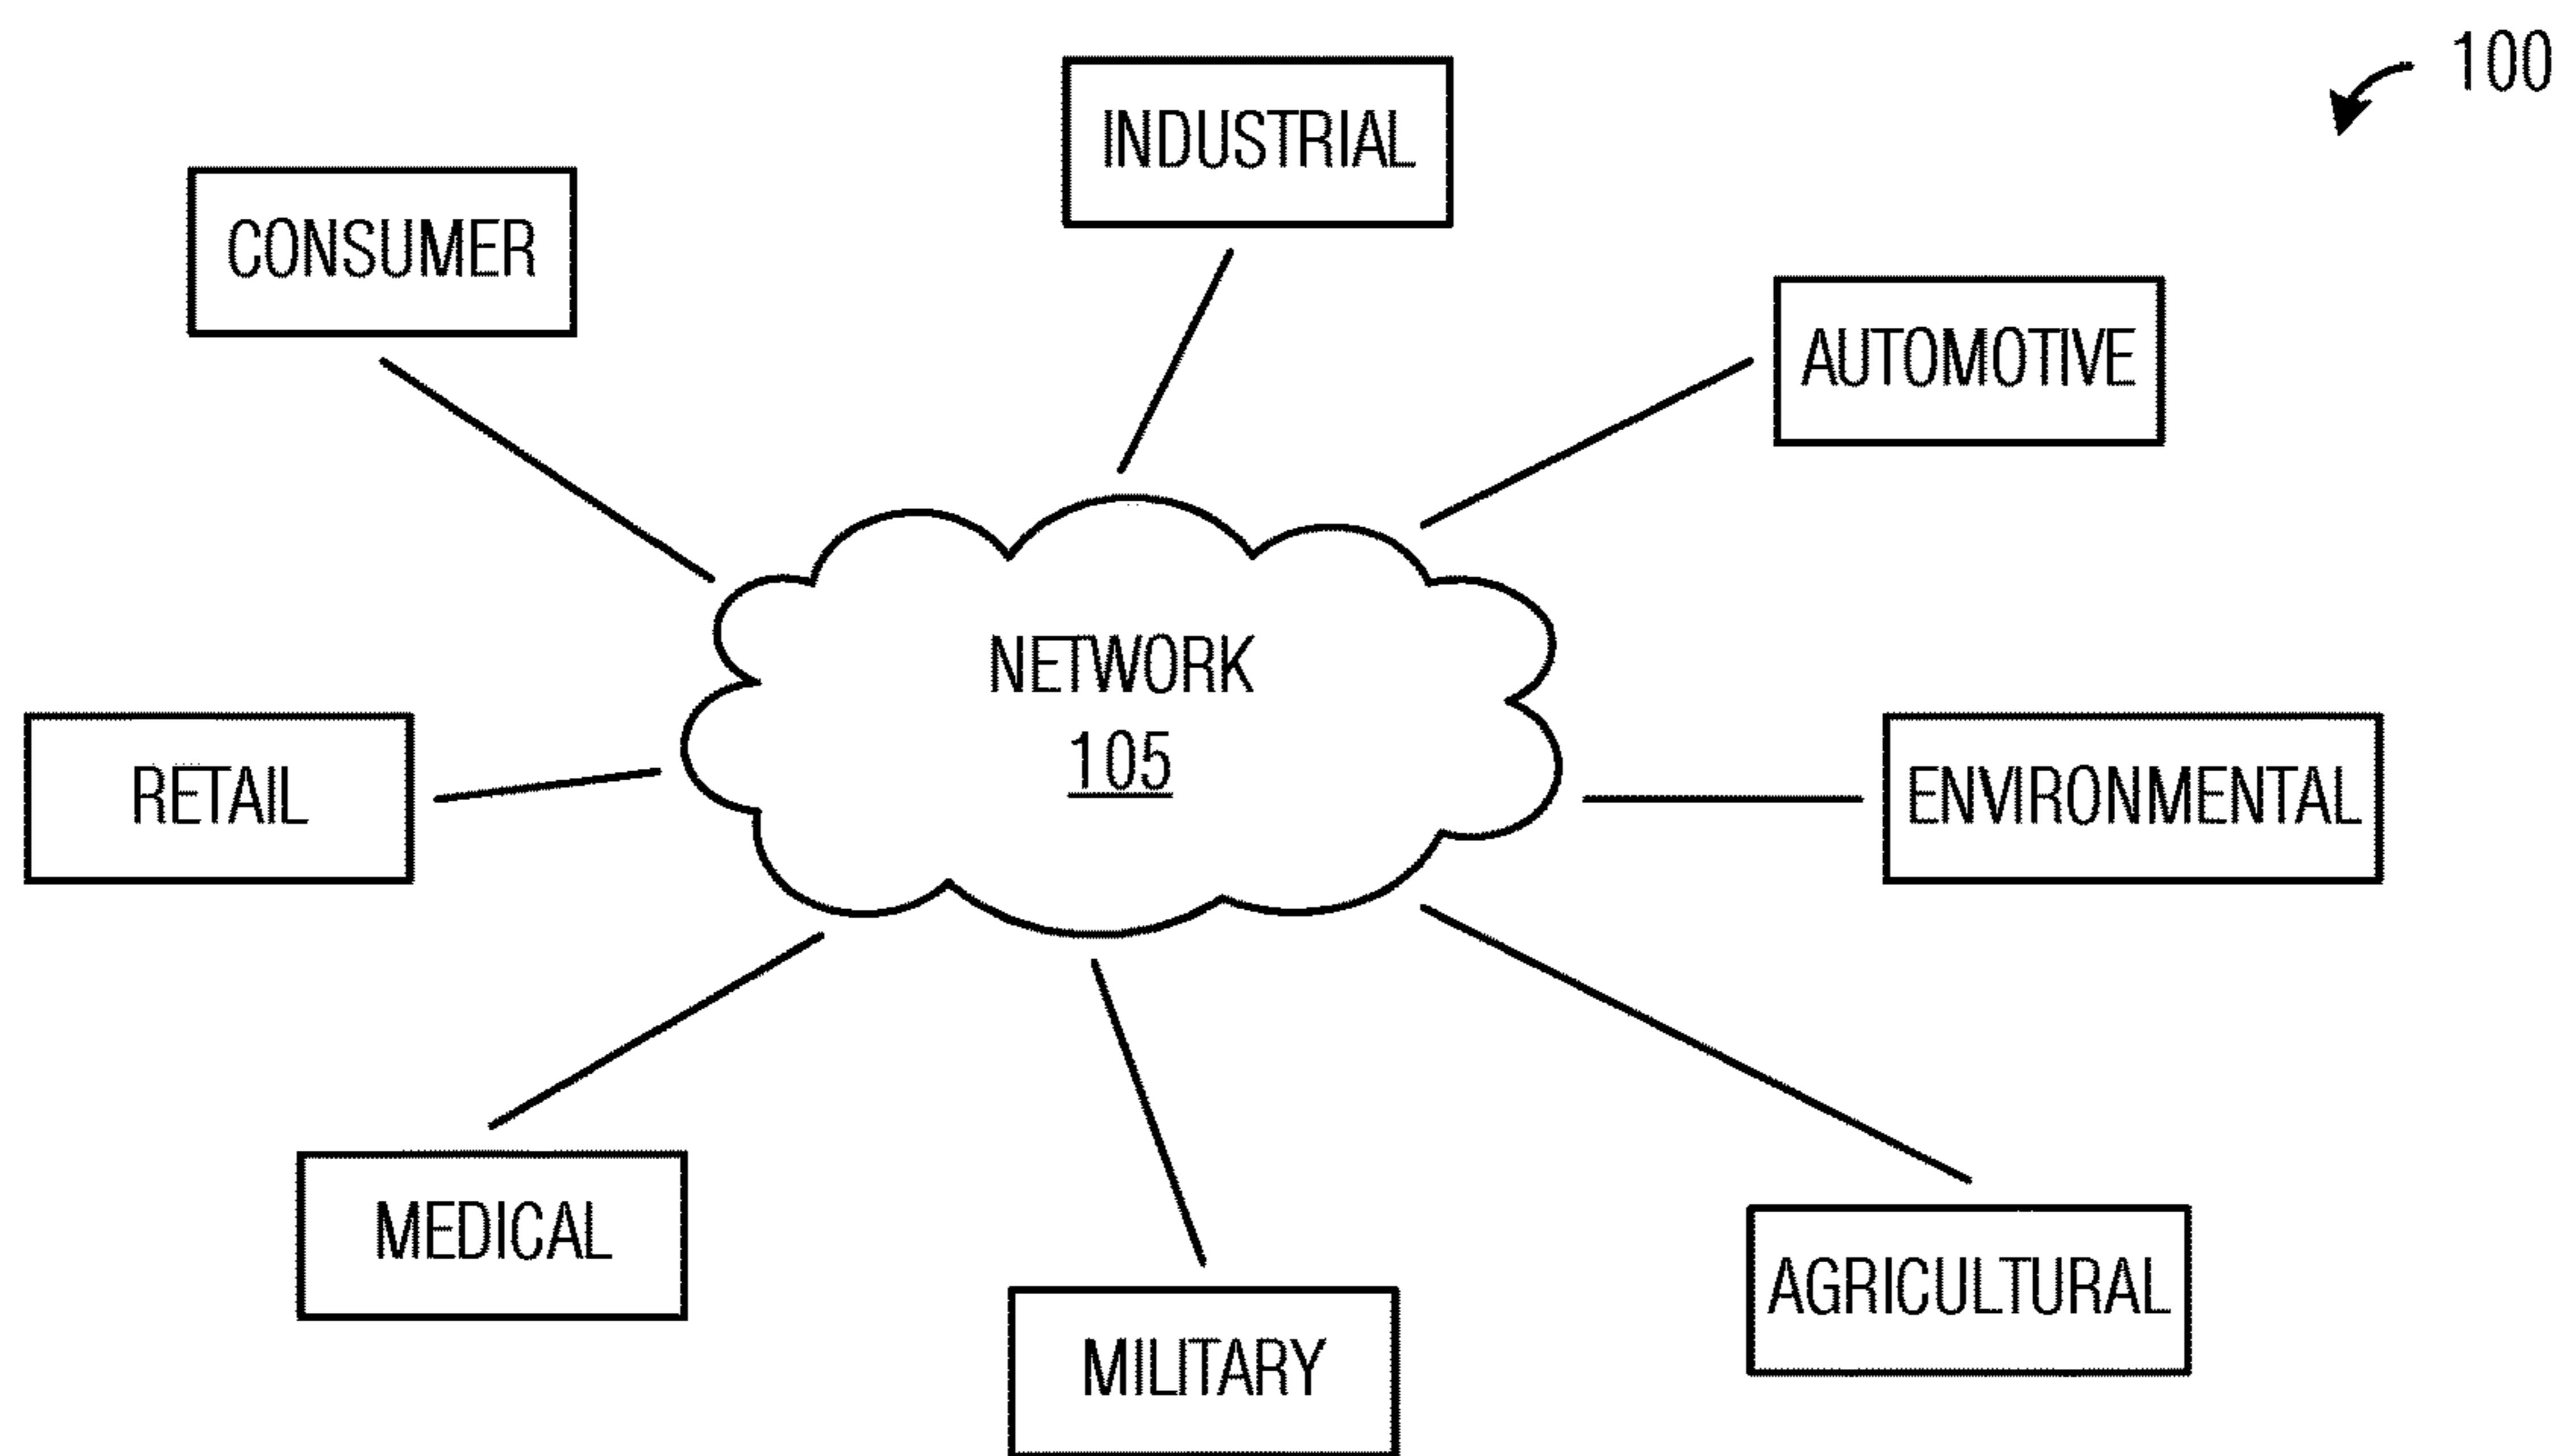 100
INDUSTRIAL
CONSUMER
AUTOMOTIVE
NETWORK
105
RETAIL
ENVIRONMENTAL
MEDICAL
AGRICULTURAL
MILITARY